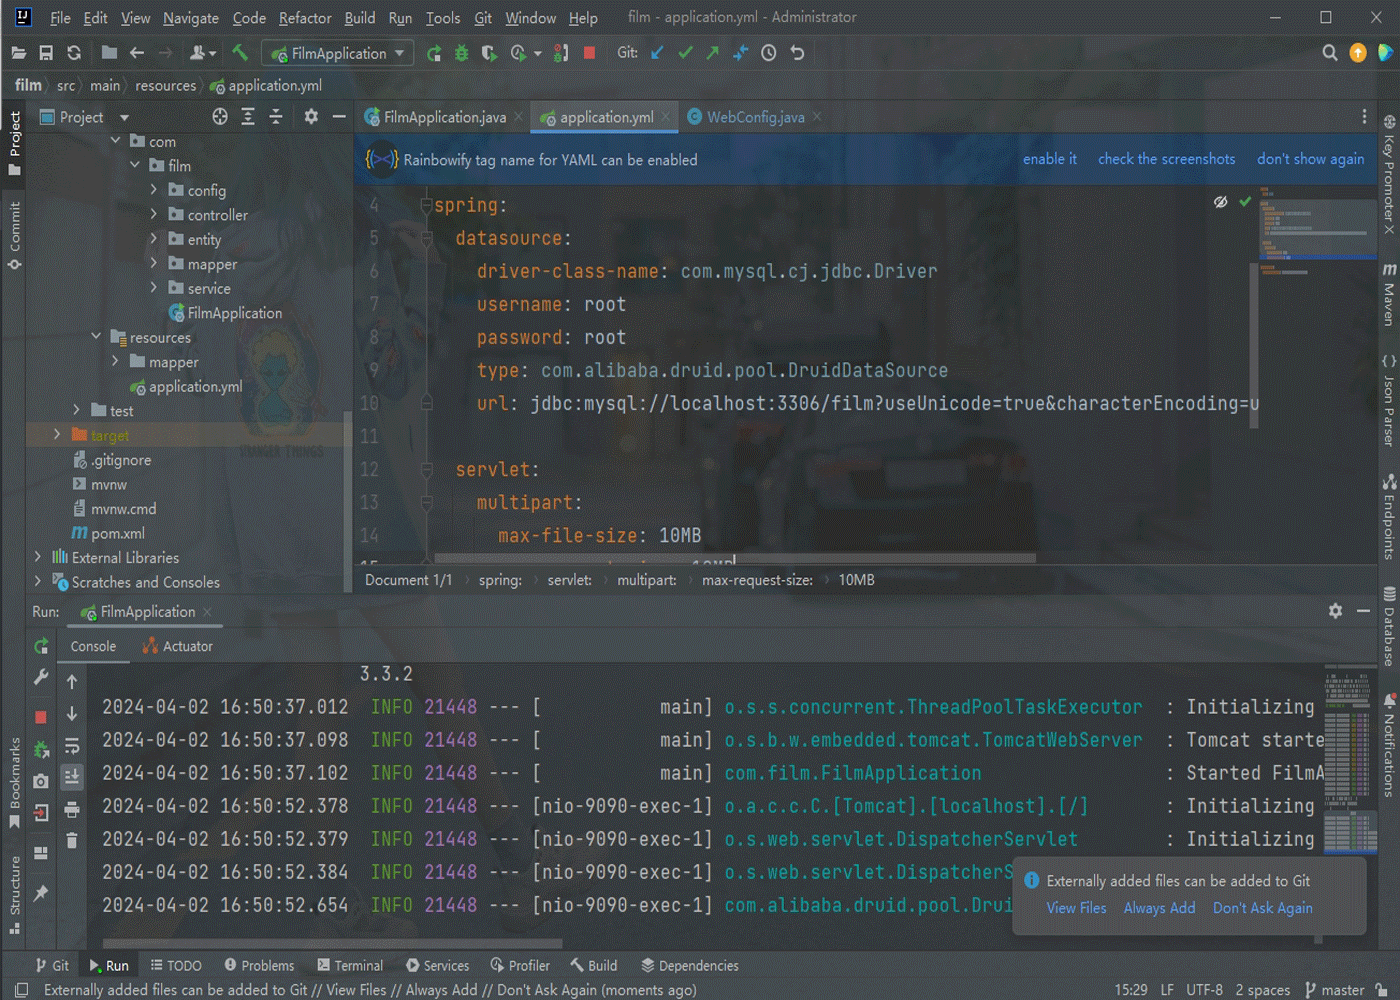 File Edit View Navigate Code Refactor Build Run Tools Git Window Help film - application.yml - Administrator
FilmApplication Git:
film src main resources application.yml
Project
FilmApplication.java application.yml WebConfig.java
Rainbowify tag name for YAML can be enabled enable it check the screenshots don't show again
com
film
config
controller
entity
mapper
service
FilmApplication
resources
mapper
application.yml
test
target
.gitignore
mvnw
mvnw.cmd
pom.xml
External Libraries
Scratches and Consoles
4 spring:
5 datasource:
6 driver-class-name: com.mysql.cj.jdbc.Driver
7 username: root
8 password: root
9 type: com.alibaba.druid.pool.DruidDataSource
10 url: jdbc:mysql://localhost:3306/film?useUnicode=true&characterEncoding=u
11
12 servlet:
13 multipart:
14 max-file-size: 10MB
Document 1/1 spring: servlet: multipart: max-request-size: 10MB
Project
Commit
Bookmarks
Structure
Key Promoter X
Maven
Json Parser
Endpoints
Database
Notifications
Run: FilmApplication
Console Actuator
3.3.2
2024-04-02 16:50:37.012 INFO 21448 --- [ main] o.s.s.concurrent.ThreadPoolTaskExecutor : Initializing
2024-04-02 16:50:37.098 INFO 21448 --- [ main] o.s.b.w.embedded.tomcat.TomcatWebServer : Tomcat starte
2024-04-02 16:50:37.102 INFO 21448 --- [ main] com.film.FilmApplication : Started FilmA
2024-04-02 16:50:52.378 INFO 21448 --- [nio-9090-exec-1] o.a.c.c.C.[Tomcat].[localhost].[/] : Initializing
2024-04-02 16:50:52.379 INFO 21448 --- [nio-9090-exec-1] o.s.web.servlet.DispatcherServlet : Initializing
2024-04-02 16:50:52.384 INFO 21448 --- [nio-9090-exec-1] o.s.web.servlet.DispatcherS
2024-04-02 16:50:52.654 INFO 21448 --- [nio-9090-exec-1] com.alibaba.druid.pool.Drui
Externally added files can be added to Git
View Files Always Add Don't Ask Again
Git Run TODO Problems Terminal Services Profiler Build Dependencies
Externally added files can be added to Git // View Files // Always Add // Don't Ask Again (moments ago) 15:29 LF UTF-8 2 spaces master